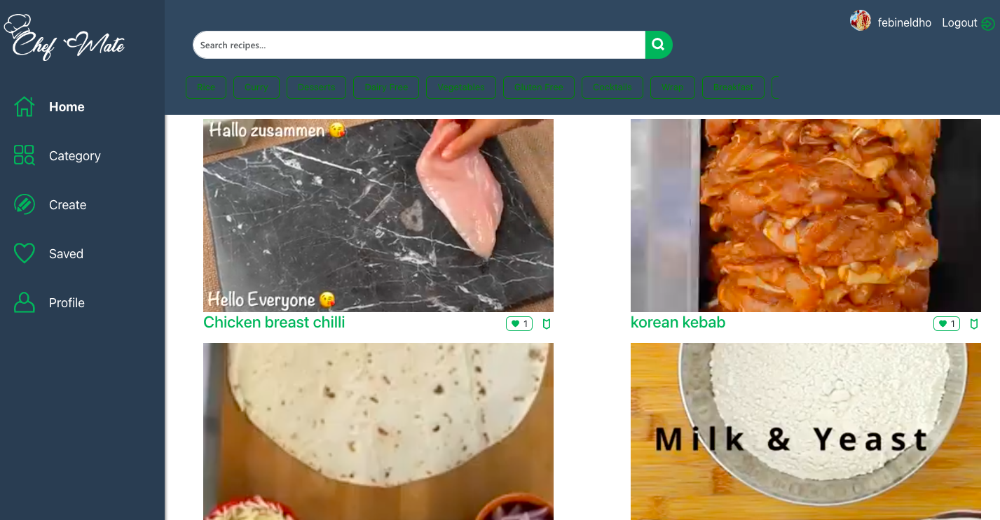 Chef Mate
febineldho Logout
Search recipes...
Rice Curry Desserts Dairy Free Vegetables Gluten Free Cocktails Wrap Breakfast
Home
Category
Create
Saved
Profile
Hallo zusammen 😘
Hello Everyone 😘
Chicken breast chilli 1
korean kebab 1
Milk & Yeast